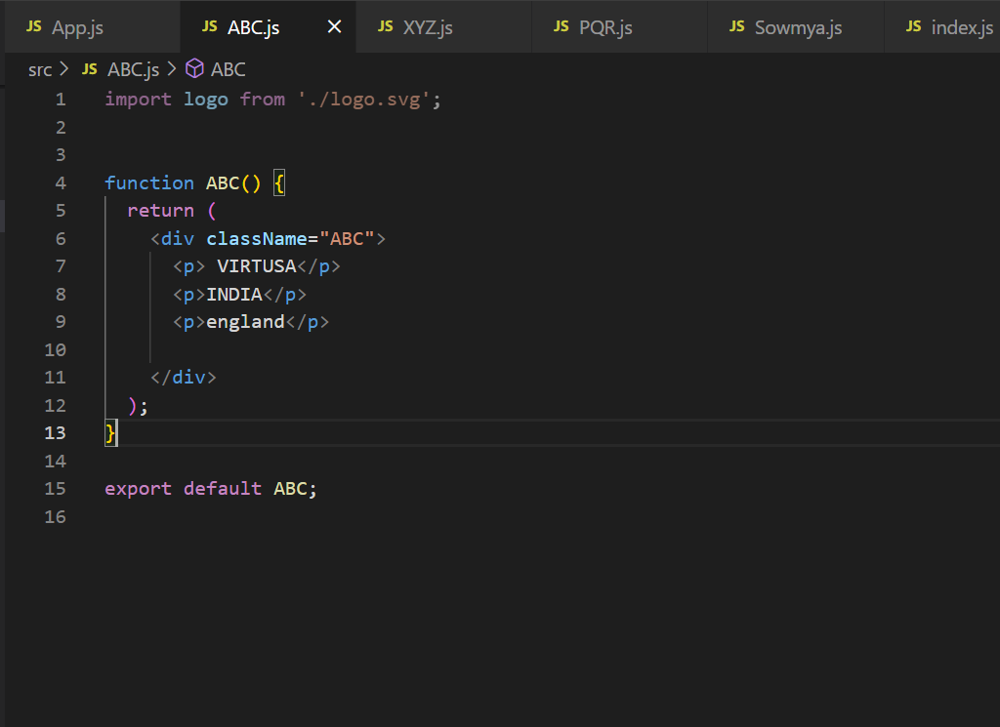 JS App.js JS ABC.js × JS XYZ.js JS PQR.js JS Sowmya.js JS index.js
src > JS ABC.js > ABC
1 import logo from './logo.svg';
2
3
4 function ABC() {
5   return (
6     <div className="ABC">
7       <p> VIRTUSA</p>
8       <p>INDIA</p>
9       <p>england</p>
10
11     </div>
12   );
13 }
14
15 export default ABC;
16